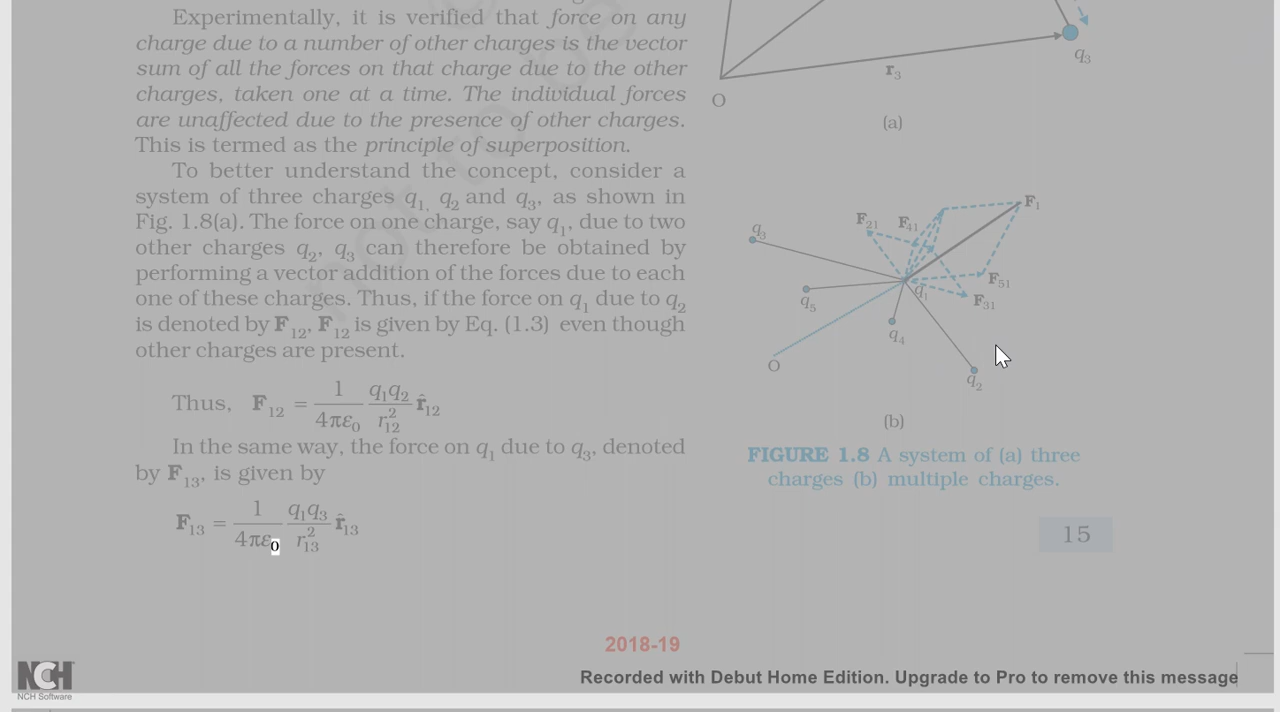 Experimentally, it is verified that force on any
charge due to a number of other charges is the vector
sum of all the forces on that charge due to the other
charges, taken one at a time. The individual forces
are unaffected due to the presence of other charges.
This is termed as the principle of superposition.
To better understand the concept, consider a
system of three charges q₁, q₂ and q₃, as shown in
Fig. 1.8(a). The force on one charge, say q₁, due to two
other charges q₂, q₃ can therefore be obtained by
performing a vector addition of the forces due to each
one of these charges. Thus, if the force on q₁ due to q₂
is denoted by F₁₂, F₁₂ is given by Eq. (1.3) even though
other charges are present.
Thus, F₁₂ = 1/4πε₀ q₁q₂/r₁₂² r̂₁₂
In the same way, the force on q₁ due to q₃, denoted
by F₁₃, is given by
F₁₃ = 1/4πε₀ q₁q₃/r₁₃² r̂₁₃
q₃
r₃
O
(a)
F₁
F₂₁ F₄₁
q₃
F₅₁
q₁
F₃₁
q₅
q₄
O
q₂
(b)
FIGURE 1.8 A system of (a) three
charges (b) multiple charges.
15
2018-19
NCH
NCH Software
Recorded with Debut Home Edition. Upgrade to Pro to remove this message